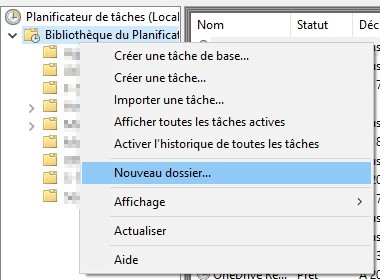 Planificateur de tâches (Local
Bibliothèque du Planificat
Nom Statut Déc
Créer une tâche de base...
Créer une tâche...
Importer une tâche...
Afficher toutes les tâches actives
Activer l'historique de toutes les tâches
Nouveau dossier...
Affichage
Actualiser
Aide
OneDrive Re... Prêt À 20